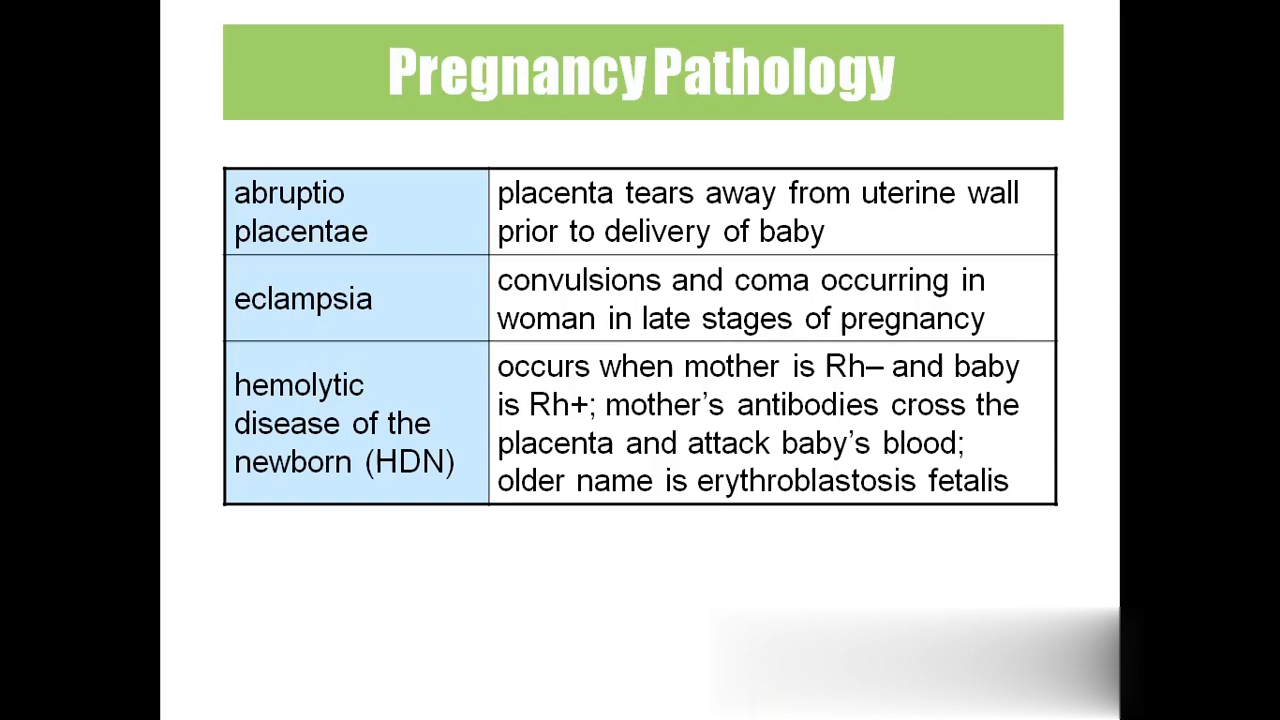 Pregnancy Pathology
abruptio
placentae
placenta tears away from uterine wall
prior to delivery of baby
eclampsia
convulsions and coma occurring in
woman in late stages of pregnancy
hemolytic
disease of the
newborn (HDN)
occurs when mother is Rh– and baby
is Rh+; mother’s antibodies cross the
placenta and attack baby’s blood;
older name is erythroblastosis fetalis